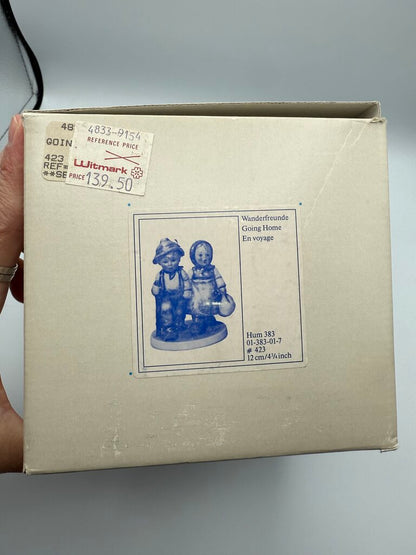 48
4833-9154
REFERENCE PRICE
GOIN
423
REF*
**SE
Witmark
PRICE 139.50
Wanderfreunde
Going Home
En voyage
Hum 383
01-383-01-7
# 423
12 cm/4¾ inch